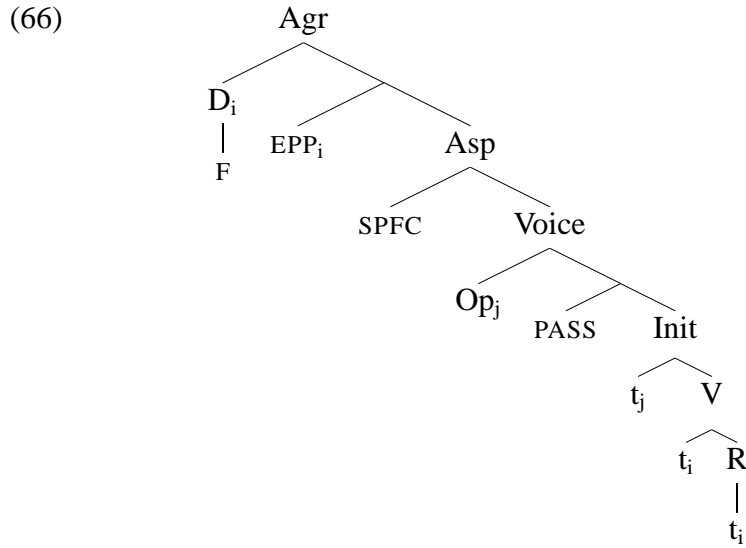 (66) Agr
D_i
F EPP_i Asp
SPFC Voice
Op_j
PASS Init
t_j V
t_i R
t_i